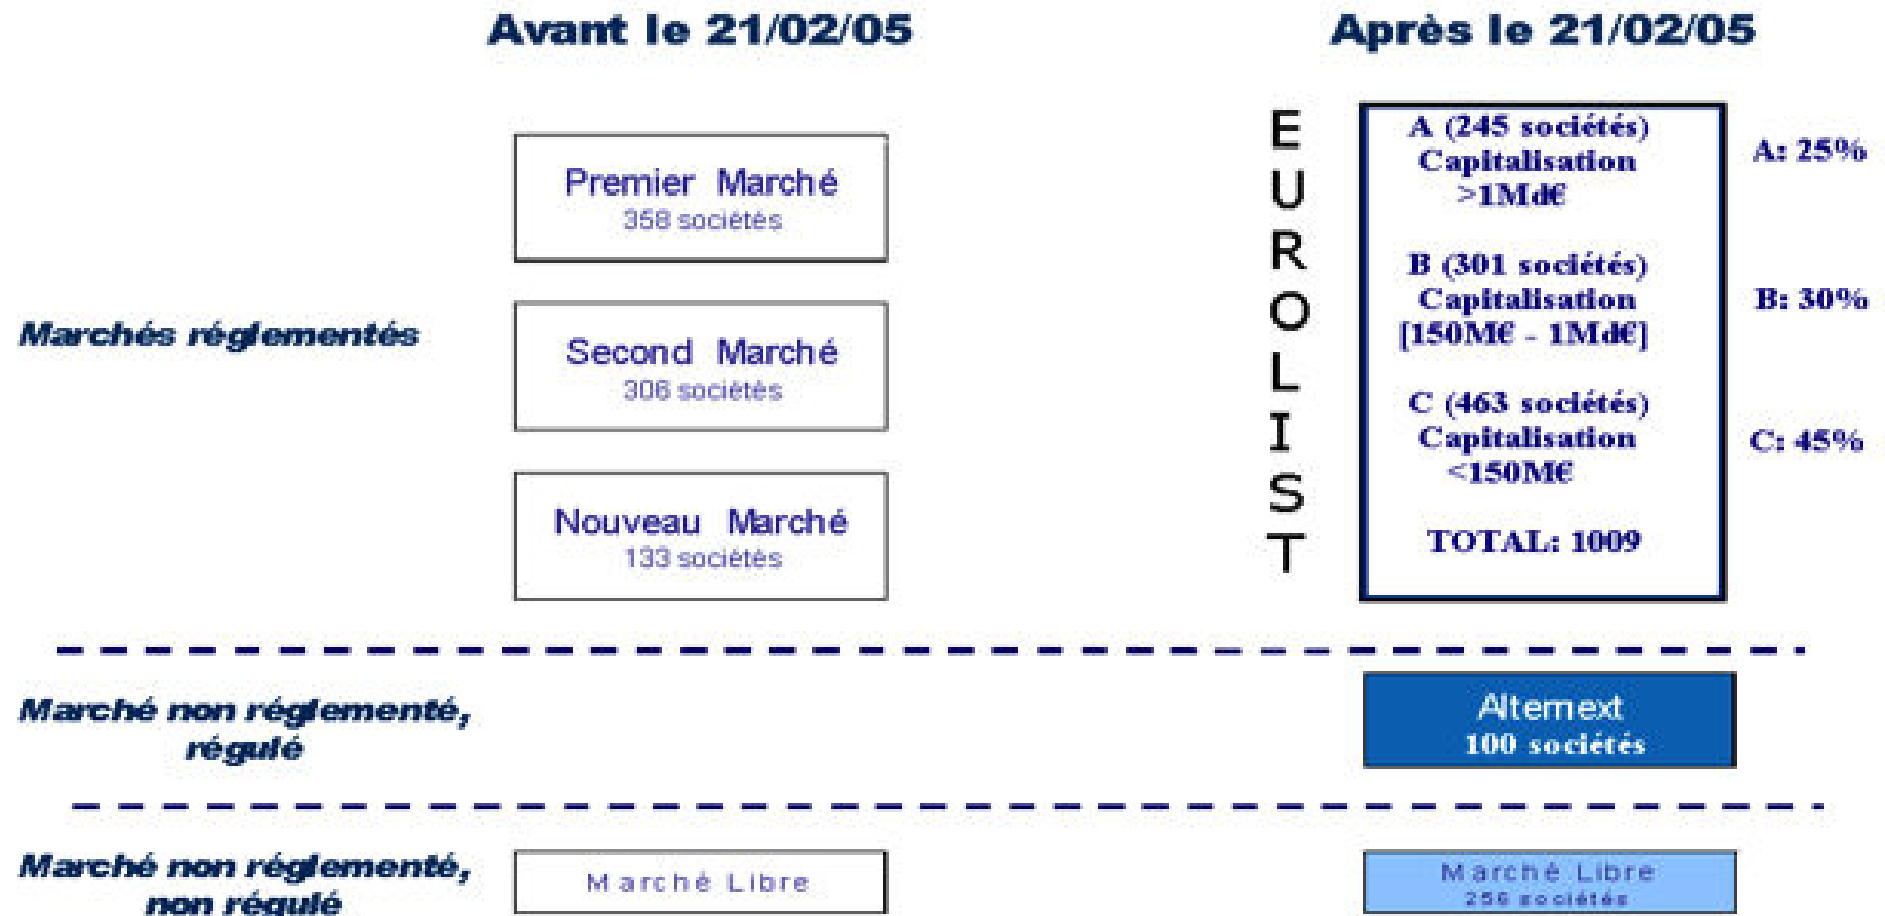 Avant le 21/02/05
Après le 21/02/05
Marchés réglementés
Premier Marché
358 sociétés
Second Marché
306 sociétés
Nouveau Marché
133 sociétés
EUROLIST
A (245 sociétés)
Capitalisation
>1Md€
B (301 sociétés)
Capitalisation
[150M€ - 1Md€]
C (463 sociétés)
Capitalisation
<150M€
TOTAL: 1009
A: 25%
B: 30%
C: 45%
Marché non réglementé,
régulé
Alternext
100 sociétés
Marché non réglementé,
non régulé
Marché Libre
Marché Libre
256 sociétés